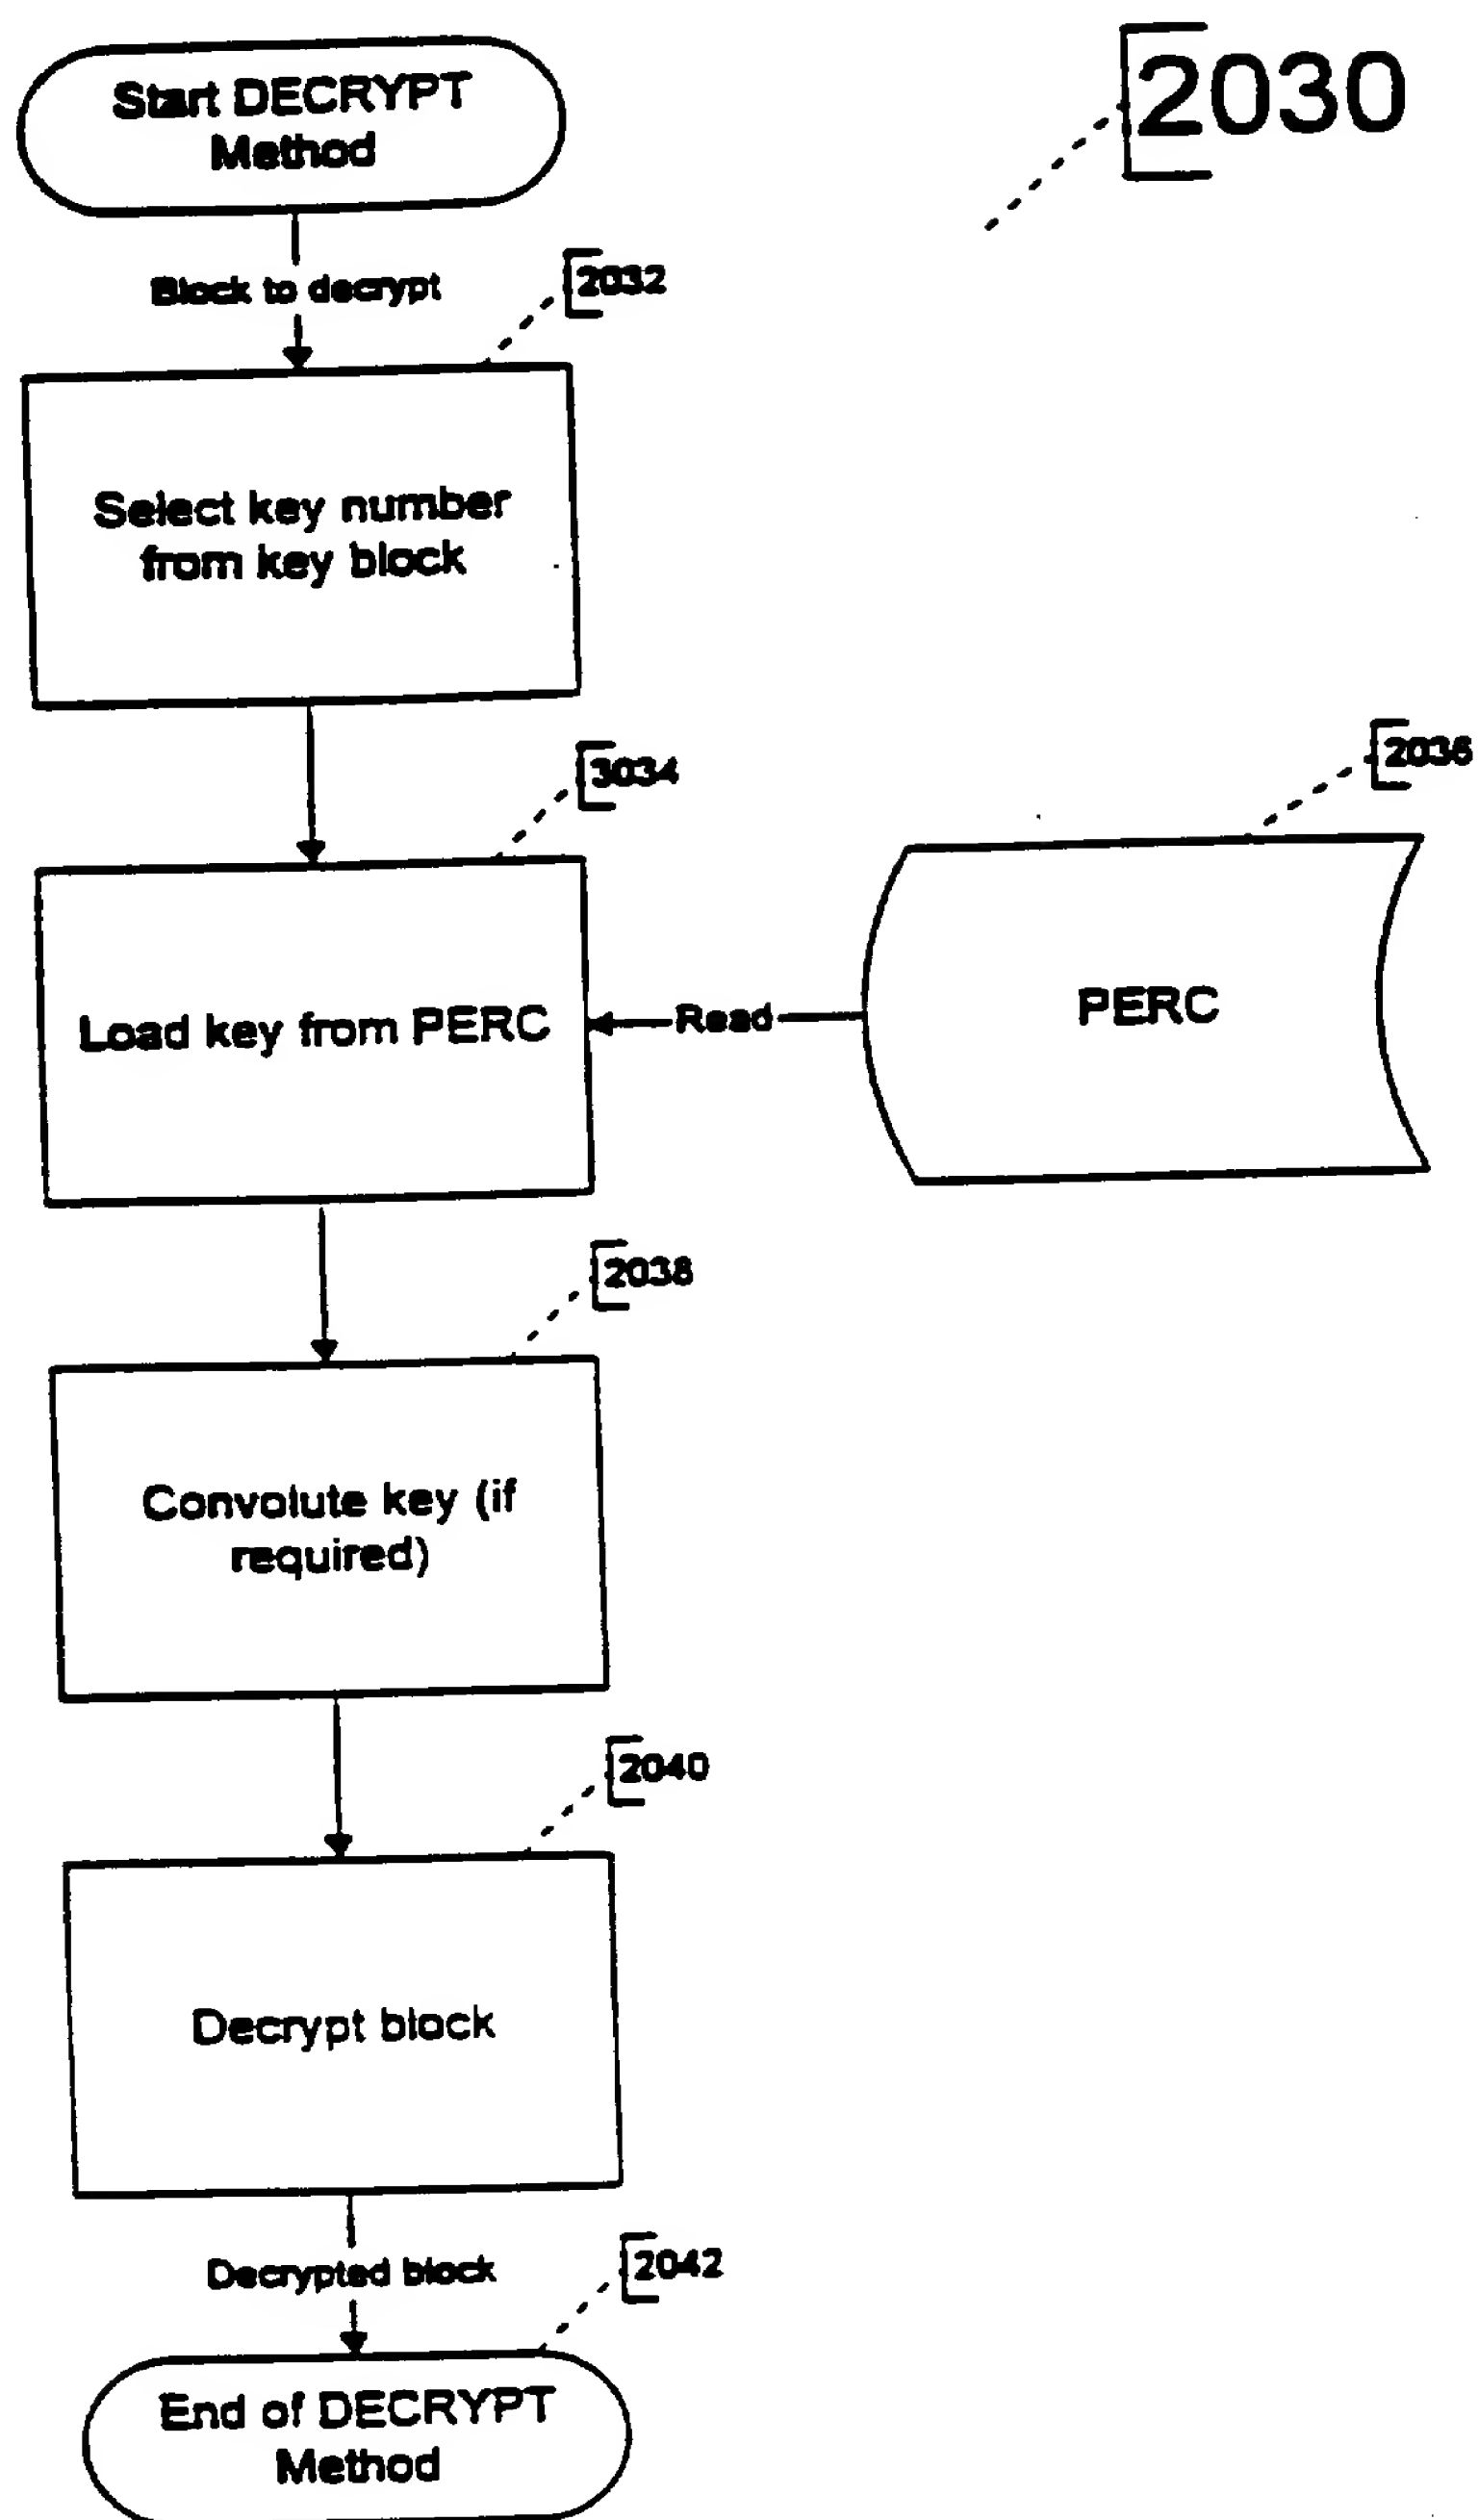 Start DECRYPT
Method
2030
Block to decrypt
2032
Select key number
from key block
3034
2036
Load key from PERC
Read
PERC
2038
Convolute key (if
required)
2040
Decrypt block
Decrypted block
2042
End of DECRYPT
Method